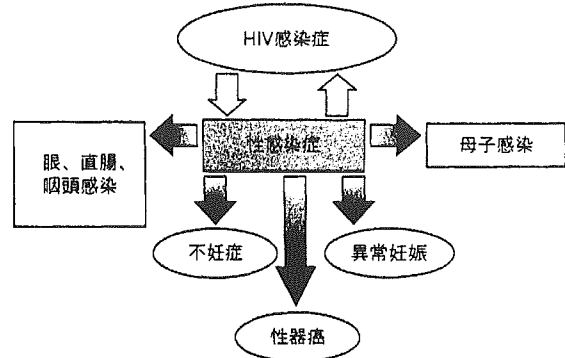 HIV感染症
性感染症
眼、直腸、
咽頭感染
母子感染
不妊症
異常妊娠
性器癌